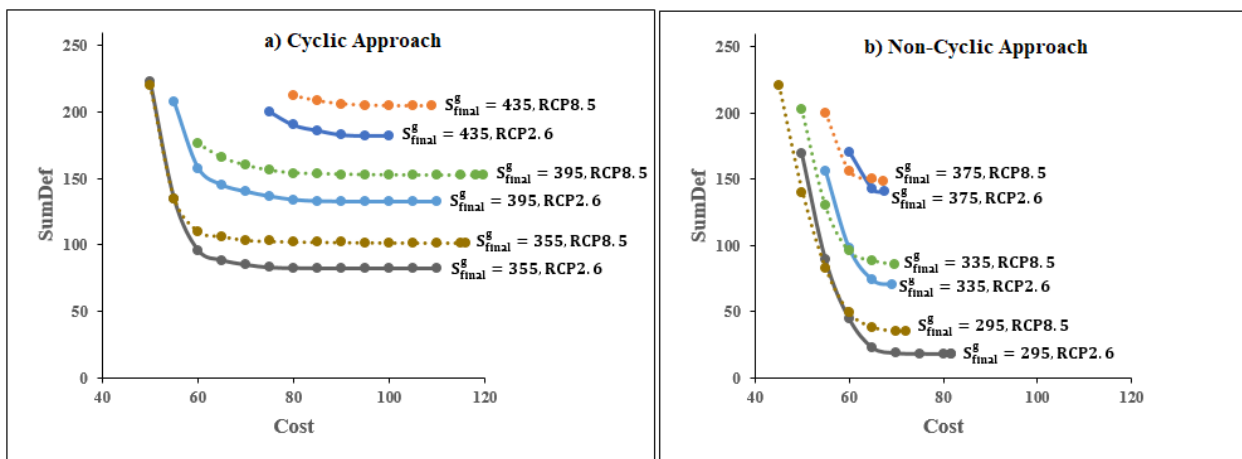 a) Cyclic Approach
SumDef
250
200
150
100
50
0
40 60 80 100 120
Cost
S^g_final = 435, RCP8.5
S^g_final = 435, RCP2.6
S^g_final = 395, RCP8.5
S^g_final = 395, RCP2.6
S^g_final = 355, RCP8.5
S^g_final = 355, RCP2.6
b) Non-Cyclic Approach
SumDef
250
200
150
100
50
0
40 60 80 100 120
Cost
S^g_final = 375, RCP8.5
S^g_final = 375, RCP2.6
S^g_final = 335, RCP8.5
S^g_final = 335, RCP2.6
S^g_final = 295, RCP8.5
S^g_final = 295, RCP2.6